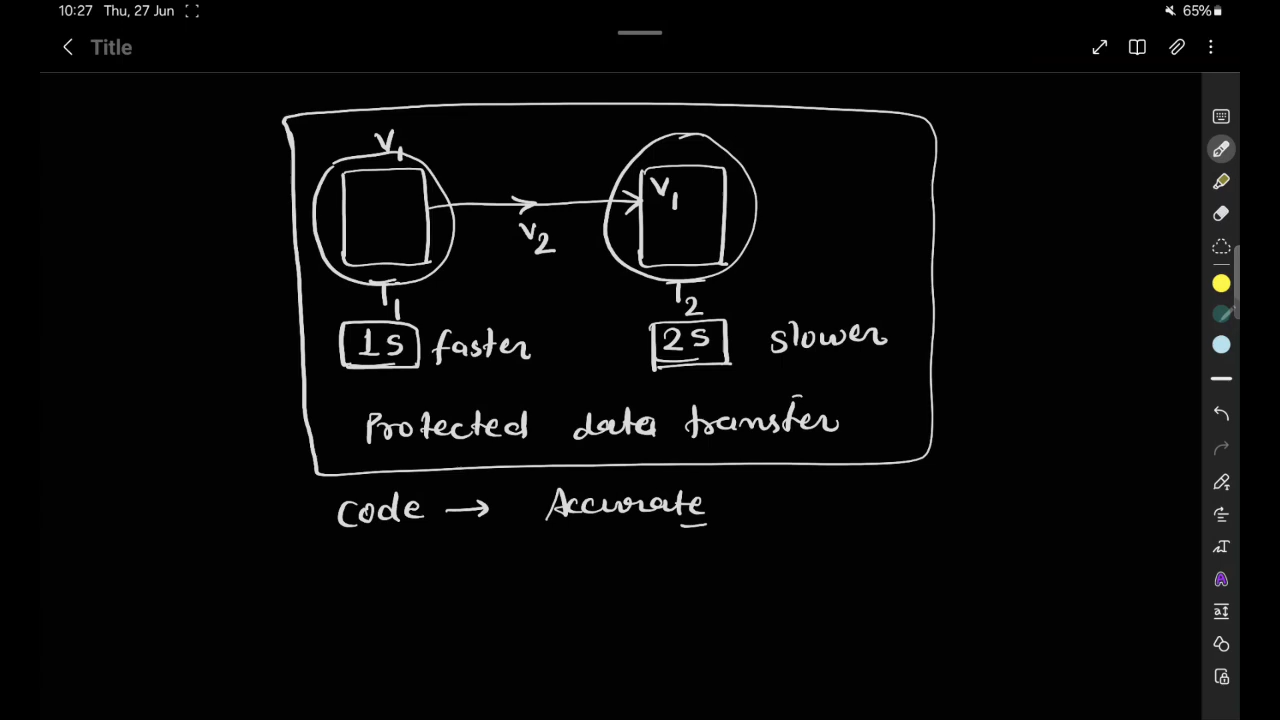 10:27 Thu, 27 Jun 65%
Title
V1
V1
V2
T1 T2
1s faster 2s slower
Protected data transfer
Code → Accurate